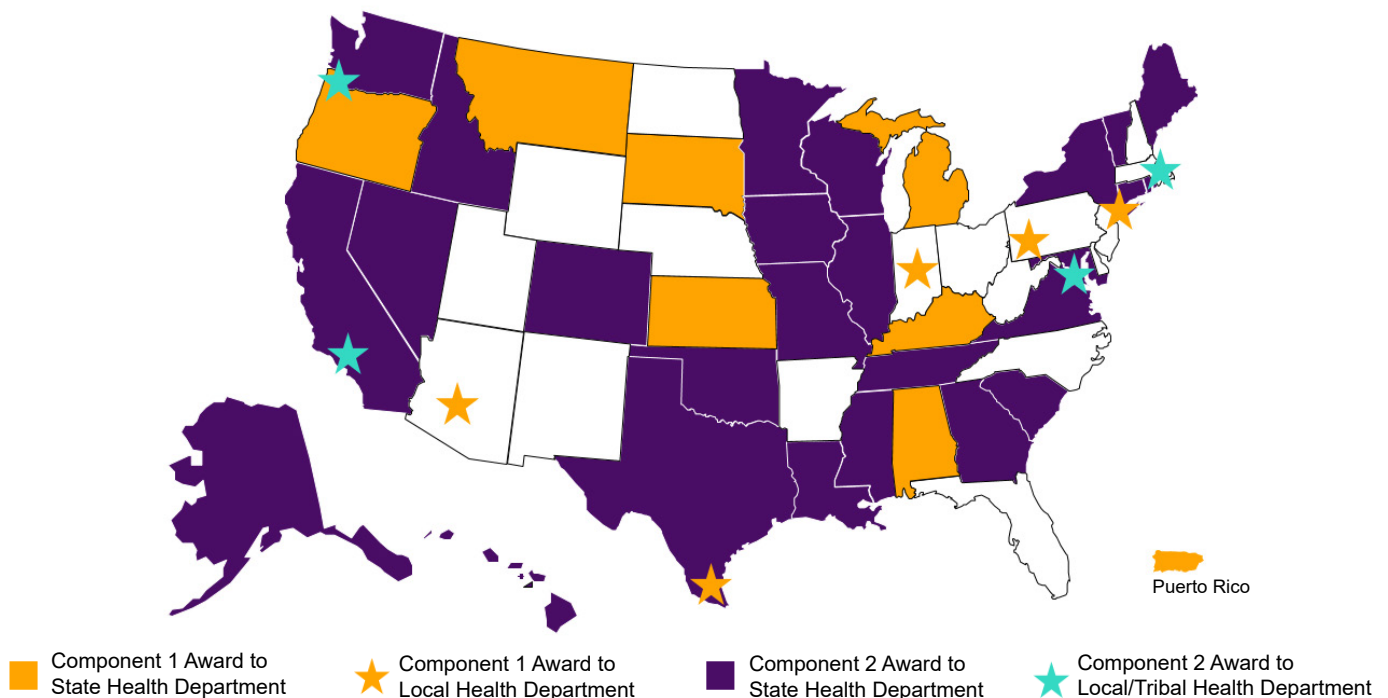 Puerto Rico
Component 1 Award to
State Health Department
Component 1 Award to
Local Health Department
Component 2 Award to
State Health Department
Component 2 Award to
Local/Tribal Health Department